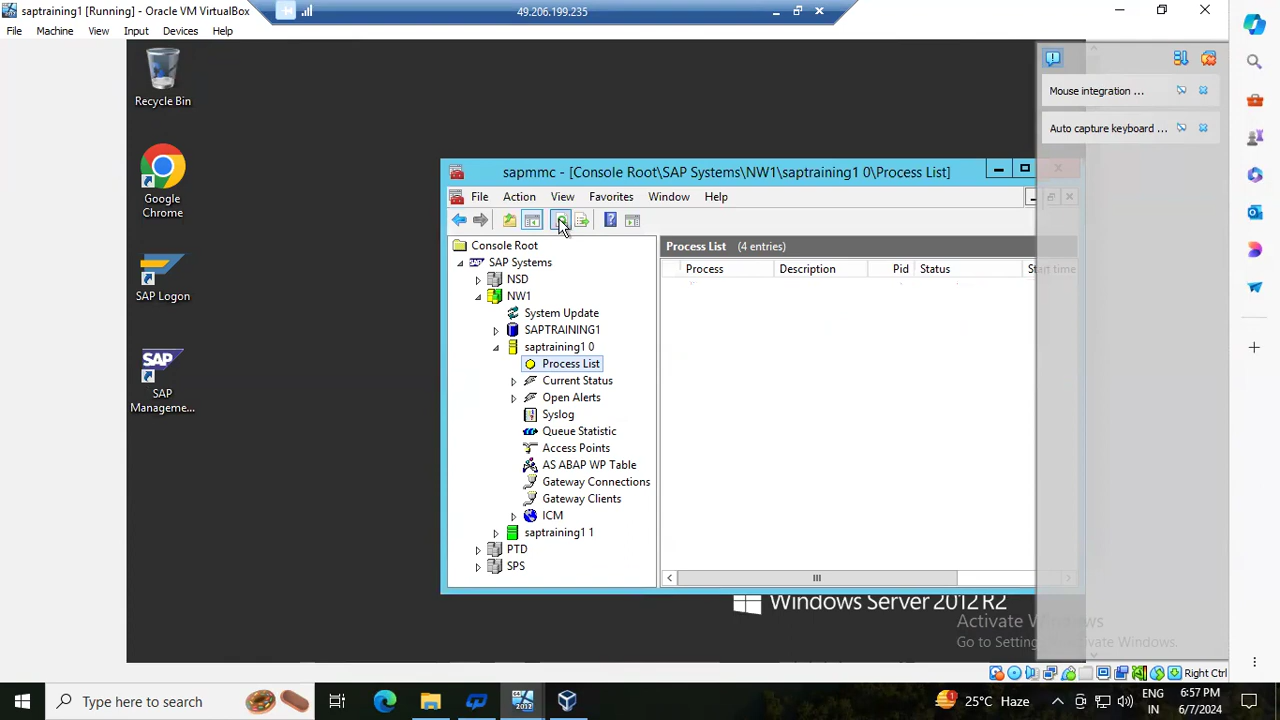 saptraining1 [Running] - Oracle VM VirtualBox
49.206.199.235
File Machine View Input Devices Help
Recycle Bin
Google
Chrome
SAP Logon
SAP
Manageme...
Mouse integration ...
Auto capture keyboard ...
sapmmc - [Console Root\SAP Systems\NW1\saptraining1 0\Process List]
File Action View Favorites Window Help
Console Root
SAP Systems
NSD
NW1
System Update
SAPTRAINING1
saptraining1 0
Process List
Current Status
Open Alerts
Syslog
Queue Statistic
Access Points
AS ABAP WP Table
Gateway Connections
Gateway Clients
ICM
saptraining1 1
PTD
SPS
Process List (4 entries)
Process Description Pid Status Start time
Windows Server 2012 R2
Activate Windows
Go to Settings Activate Windows.
Right Ctrl
Type here to search
25°C Haze
ENG
IN
6:57 PM
6/7/2024